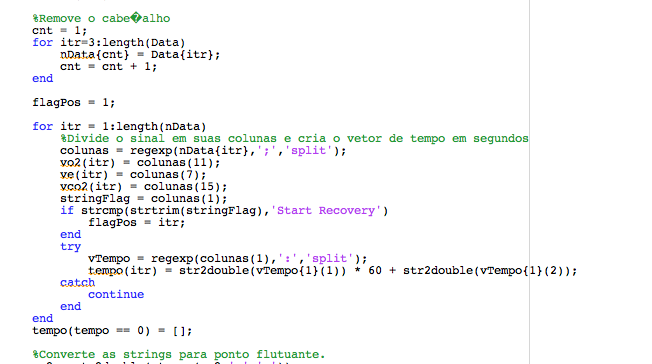 %Remove o cabe�alho
cnt = 1;
for itr=3:length(Data)
nData{cnt} = Data{itr};
cnt = cnt + 1;
end
flagPos = 1;
for itr = 1:length(nData)
%Divide o sinal em suas colunas e cria o vetor de tempo em segundos
colunas = regexp(nData{itr},';','split');
vo2(itr) = colunas(11);
ve(itr) = colunas(7);
vco2(itr) = colunas(15);
stringFlag = colunas(1);
if strcmp(strtrim(stringFlag),'Start Recovery')
flagPos = itr;
end
try
vTempo = regexp(colunas(1),':','split');
tempo(itr) = str2double(vTempo{1}(1)) * 60 + str2double(vTempo{1}(2));
catch
continue
end
end
tempo(tempo == 0) = [];
%Converte as strings para ponto flutuante.